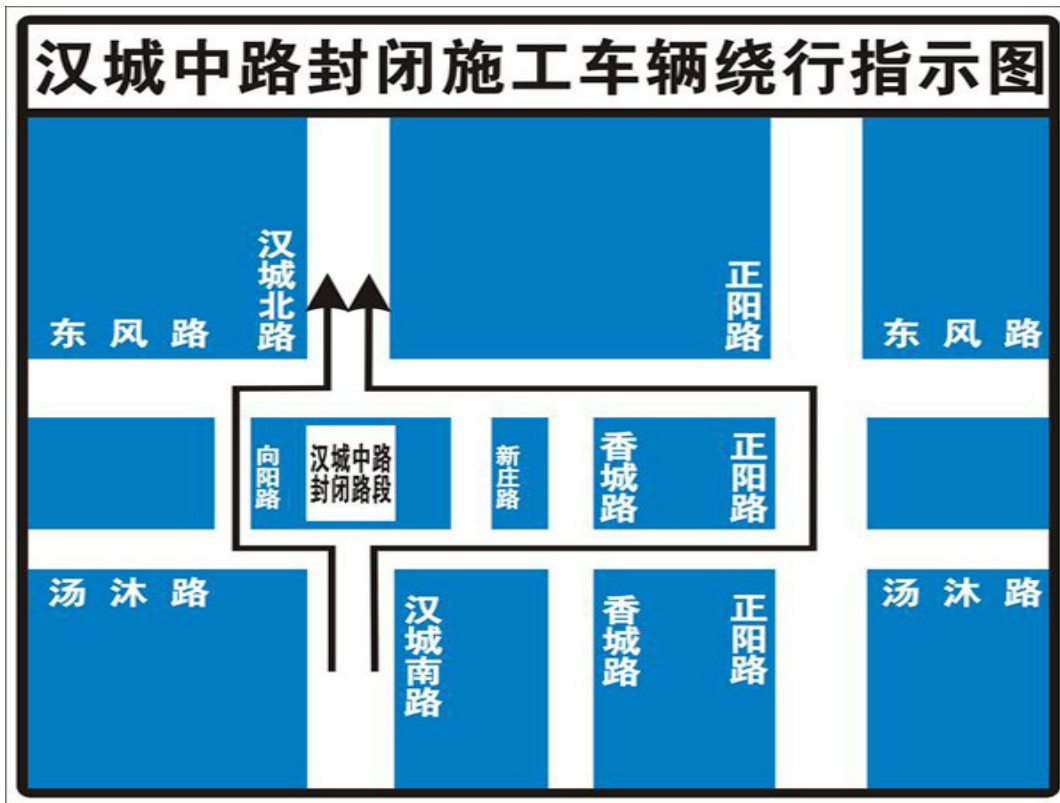 汉城中路封闭施工车辆绕行指示图
汉城北路
正阳路
东风路
东风路
向阳路
汉城中路
封闭路段
新庄路
香城路
正阳路
汤沐路
汉城南路
香城路
正阳路
汤沐路